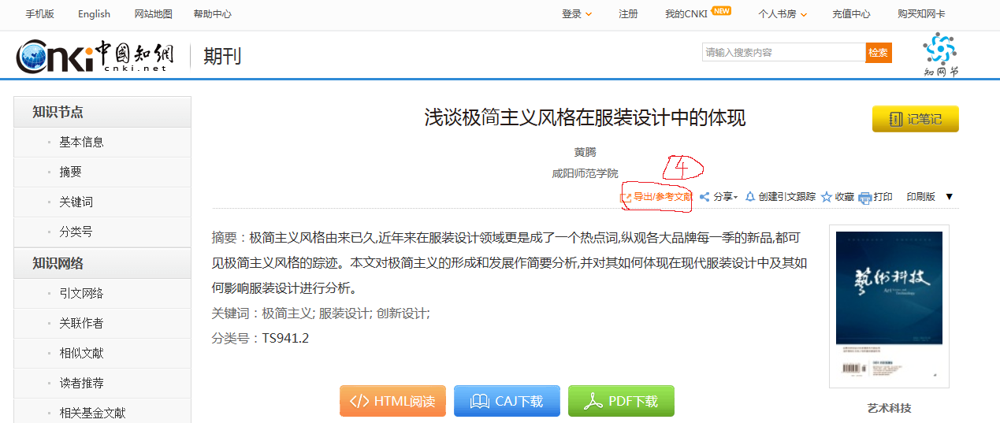 手机版 English 网站地图 帮助中心 登录 注册 我的CNKI NEW 个人书房 充值中心 购买知网卡
Cnki 中國知網 cnki.net 期刊 请输入搜索内容 检索 知网节
知识节点
基本信息
摘要
关键词
分类号
知识网络
引文网络
关联作者
相似文献
读者推荐
相关基金文献
浅谈极简主义风格在服装设计中的体现
记笔记
黄腾
咸阳师范学院
4
导出/参考文献 分享 创建引文跟踪 收藏 打印 印刷版
摘要：极简主义风格由来已久,近年来在服装设计领域更是成了一个热点词,纵观各大品牌每一季的新品,都可
见极简主义风格的踪迹。本文对极简主义的形成和发展作简要分析,并对其如何体现在现代服装设计中及其如
何影响服装设计进行分析。
关键词：极简主义; 服装设计; 创新设计;
分类号：TS941.2
HTML阅读 CAJ下载 PDF下载
藝術科技
艺术科技